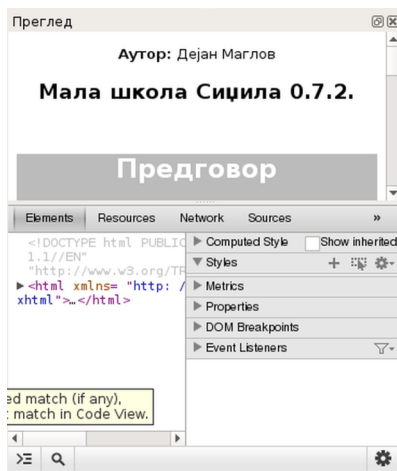 Преглед
Аутор: Дејан Маглов
Мала школа Сиџила 0.7.2.
Предговор
Elements Resources Network Sources »
<!DOCTYPE html PUBLIC
1.1//EN"
"http://www.w3.org/TR
<html xmlns= "http: /
xhtml">…</html>
Computed Style Show inherited
Styles
Metrics
Properties
DOM Breakpoints
Event Listeners
ed match (if any),
match in Code View.